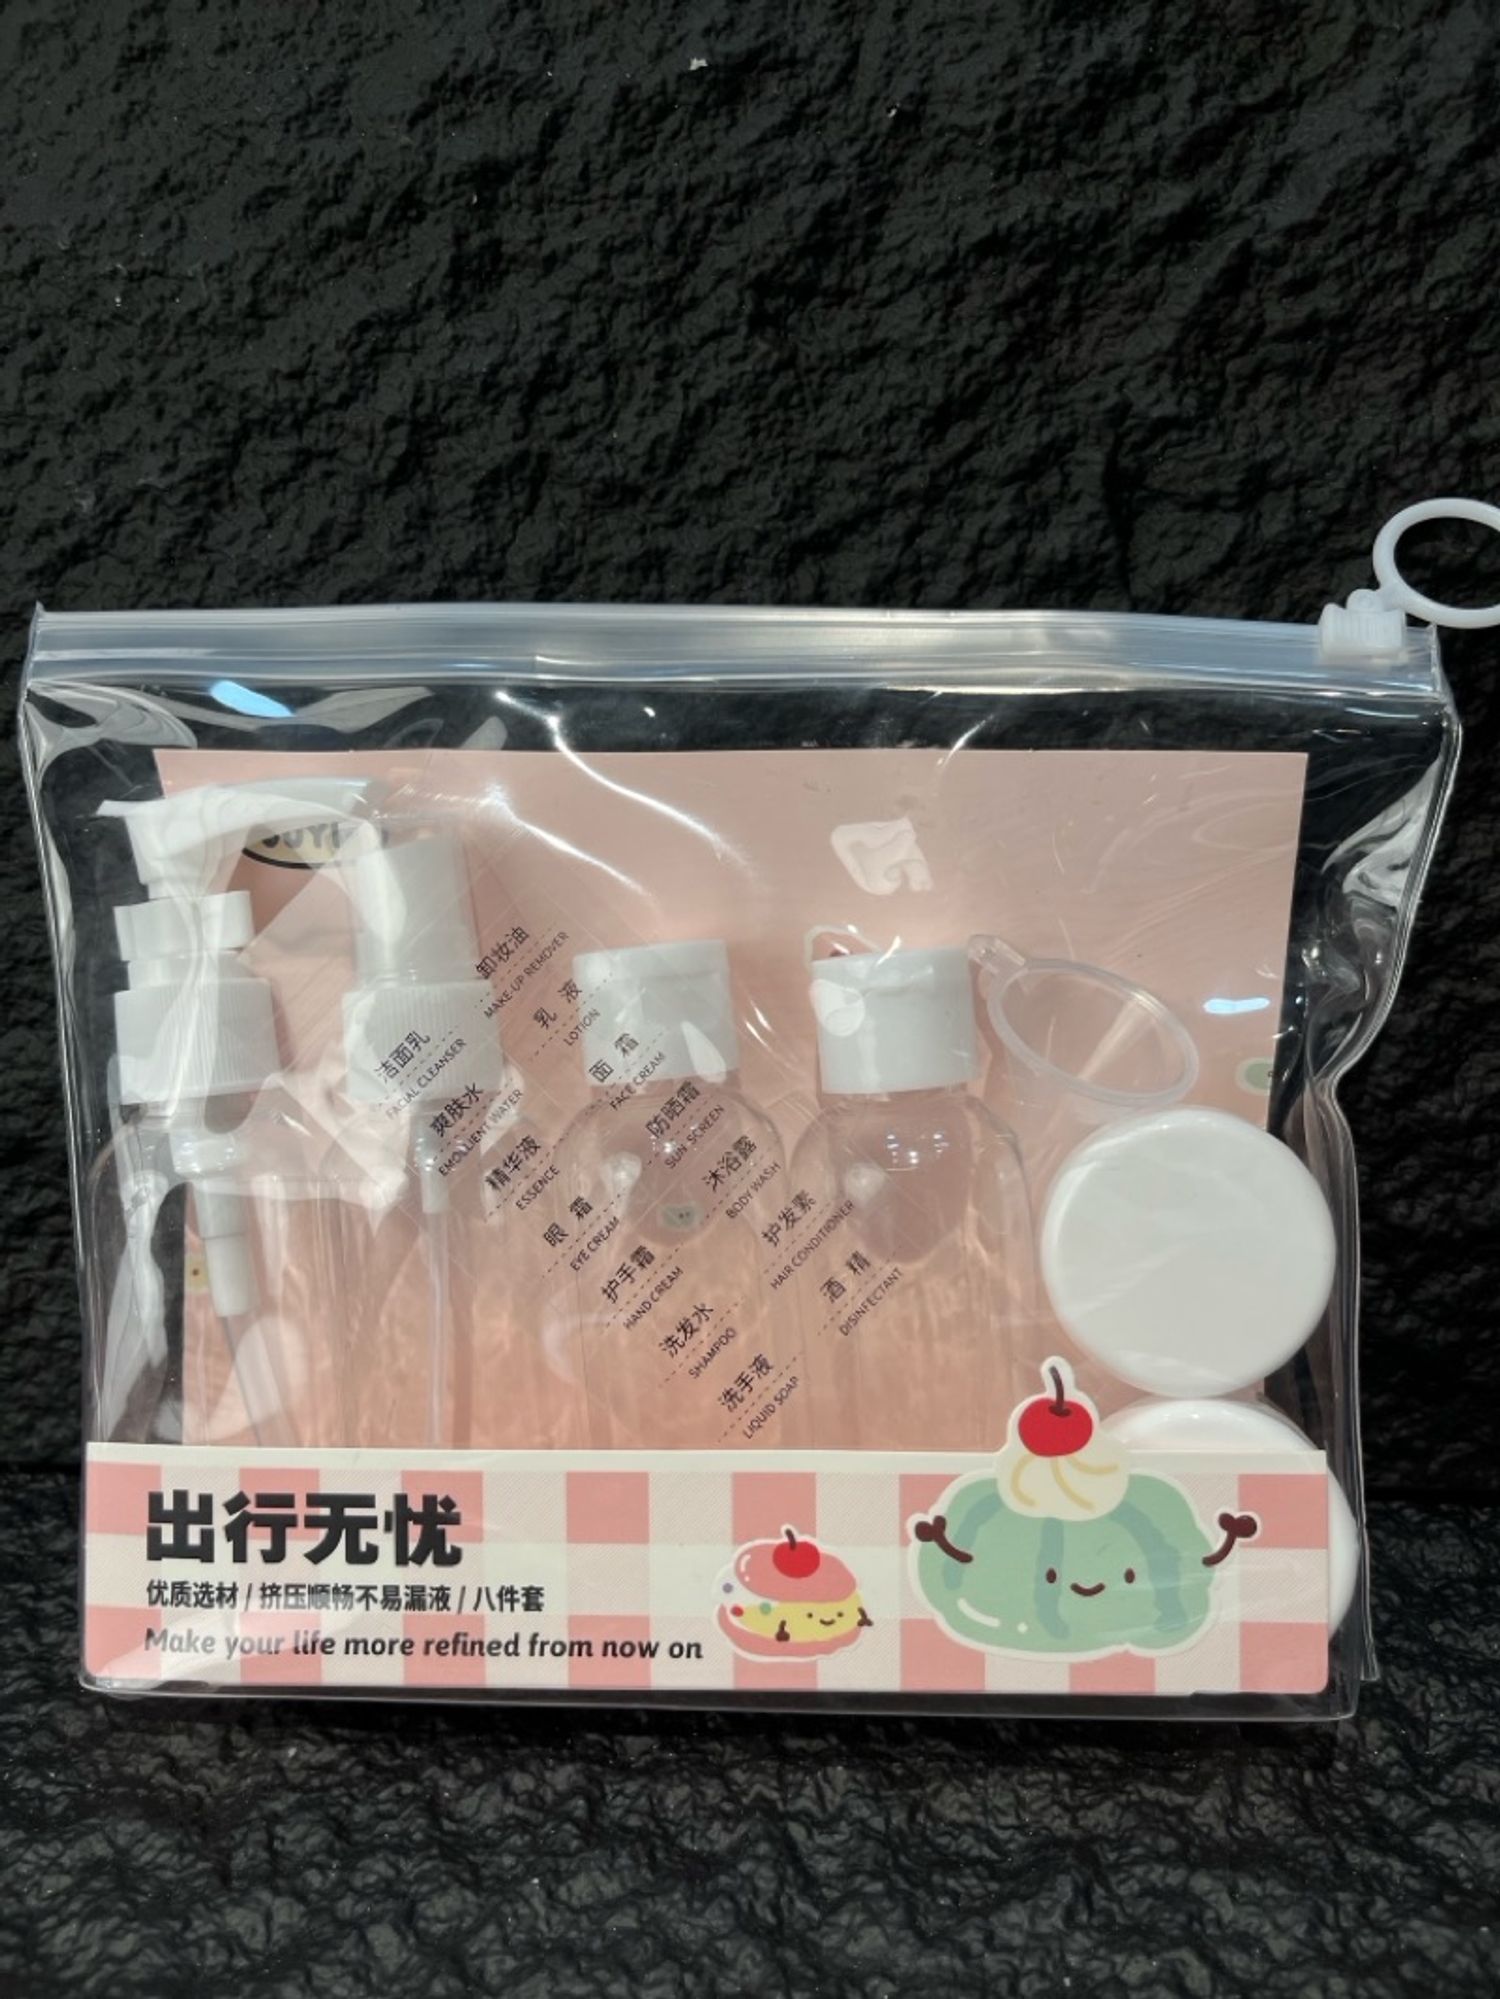 卸妆油
MAKE-UP REMOVER
乳 液
LOTION
面 霜
FACE CREAM
防晒霜
SUN SCREEN
沐浴露
BODY WASH
护发素
HAIR CONDITIONER
酒 精
DISINFECTANT
洁面乳
FACIAL CLEANSER
爽肤水
EMOLLIENT WATER
精华液
ESSENCE
眼 霜
EYE CREAM
护手霜
HAND CREAM
洗发水
SHAMPOO
洗手液
LIQUID SOAP
出行无忧
优质选材 / 挤压顺畅不易漏液 / 八件套
Make your life more refined from now on